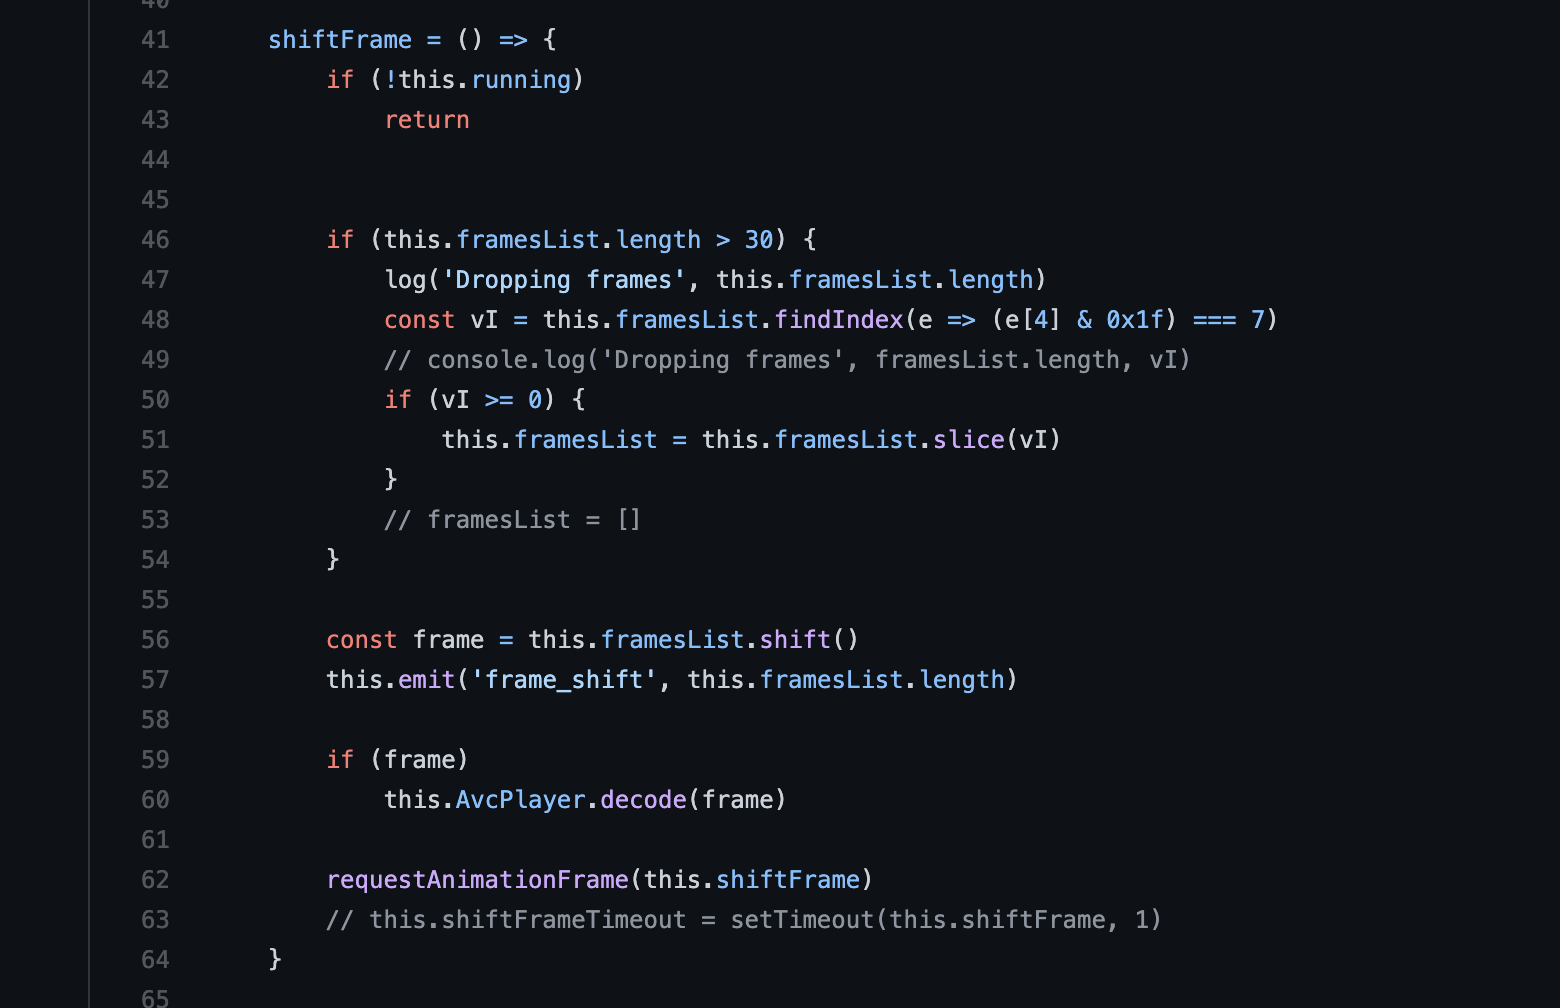 40
41 shiftFrame = () => {
42 if (!this.running)
43 return
44
45
46 if (this.framesList.length > 30) {
47 log('Dropping frames', this.framesList.length)
48 const vI = this.framesList.findIndex(e => (e[4] & 0x1f) === 7)
49 // console.log('Dropping frames', framesList.length, vI)
50 if (vI >= 0) {
51 this.framesList = this.framesList.slice(vI)
52 }
53 // framesList = []
54 }
55
56 const frame = this.framesList.shift()
57 this.emit('frame_shift', this.framesList.length)
58
59 if (frame)
60 this.AvcPlayer.decode(frame)
61
62 requestAnimationFrame(this.shiftFrame)
63 // this.shiftFrameTimeout = setTimeout(this.shiftFrame, 1)
64 }
65